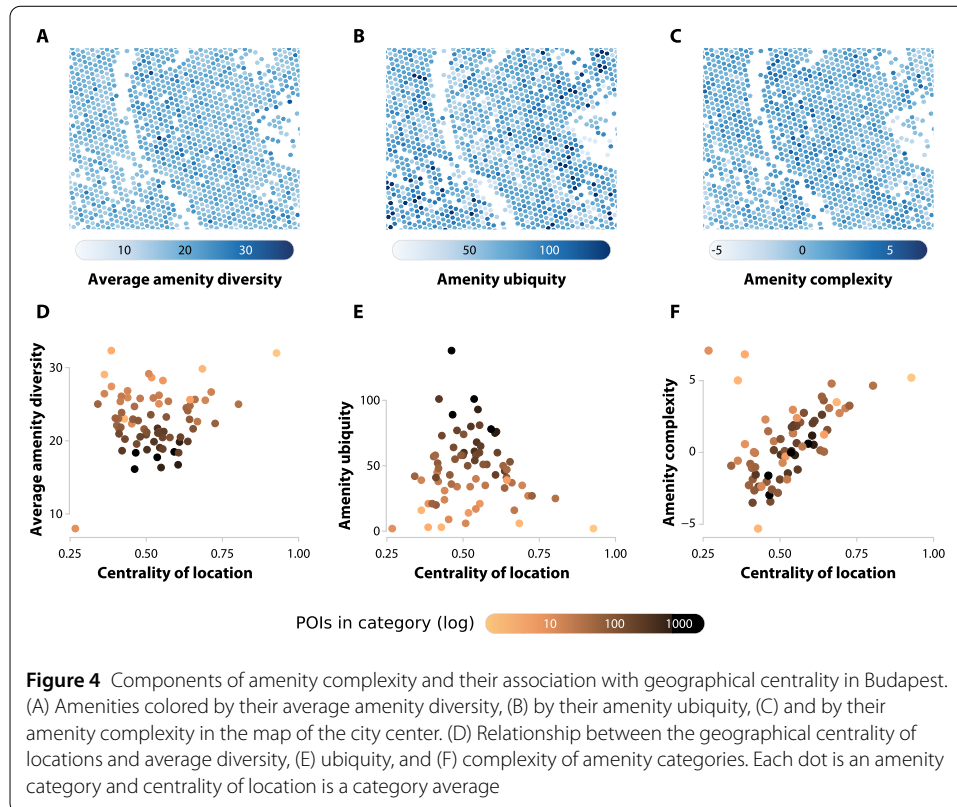 A
B
C
10 20 30
50 100
-5 0 5
Average amenity diversity
Amenity ubiquity
Amenity complexity
D
E
F
Average amenity diversity
30
20
10
0.25 0.50 0.75 1.00
Centrality of location
Amenity ubiquity
100
50
0
0.25 0.50 0.75 1.00
Centrality of location
Amenity complexity
5
0
−5
0.25 0.50 0.75 1.00
Centrality of location
POIs in category (log) 10 100 1000
Figure 4 Components of amenity complexity and their association with geographical centrality in Budapest.
(A) Amenities colored by their average amenity diversity, (B) by their amenity ubiquity, (C) and by their
amenity complexity in the map of the city center. (D) Relationship between the geographical centrality of
locations and average diversity, (E) ubiquity, and (F) complexity of amenity categories. Each dot is an amenity
category and centrality of location is a category average